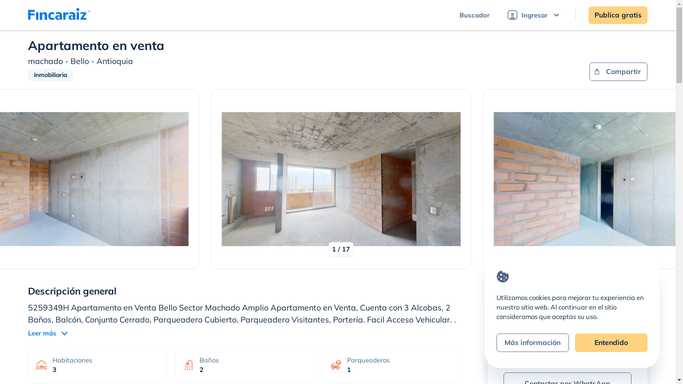 Fincaraiz
Buscador
Ingresar
Publica gratis
Apartamento en venta
machado - Bello - Antioquia
Inmobiliaria
Compartir
1 / 17
Descripción general
5259349H Apartamento en Venta Bello Sector Machado Amplio Apartamento en Venta, Cuenta con 3 Alcobas, 2
Baños, Balcón, Conjunto Cerrado, Parqueadera Cubierto, Parqueadero Visitantes, Portería. Facil Acceso Vehicular. .
Leer más
Habitaciones
3
Baños
2
Parqueaderos
1
Utilizamos cookies para mejorar tu experiencia en
nuestro sitio web. Al continuar en el sitio
consideramos que aceptas su uso.
Más información
Entendido
Contactar por WhatsApp